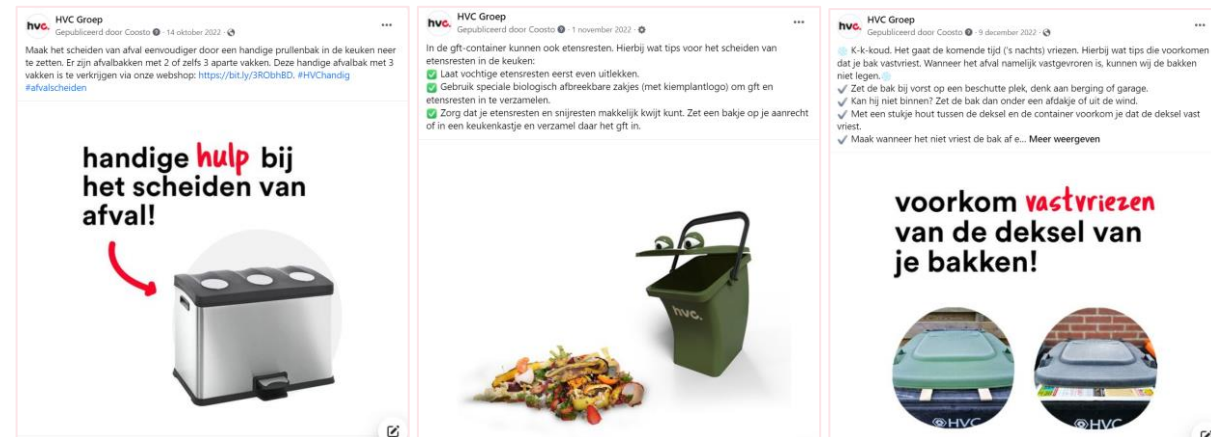 hvc.
HVC Groep
Gepubliceerd door Coosto · 14 oktober 2022 ·
Maak het scheiden van afval eenvoudiger door een handige prullenbak in de keuken neer
te zetten. Er zijn afvalbakken met 2 of zelfs 3 aparte vakken. Deze handige afvalbak met 3
vakken is te verkrijgen via onze webshop: https://bit.ly/3RObhBD. #HVChandig
#afvalscheiden
handige hulp bij
het scheiden van
afval!
hvc.
HVC Groep
Gepubliceerd door Coosto · 1 november 2022 ·
In de gft-container kunnen ook etensresten. Hierbij wat tips voor het scheiden van
etensresten in de keuken:
✅ Laat vochtige etensresten eerst even uitlekken.
✅ Gebruik speciale biologisch afbreekbare zakjes (met kiemplantlogo) om gft en
etensresten in te verzamelen.
✅ Zorg dat je etensresten en snijresten makkelijk kwijt kunt. Zet een bakje op je aanrecht
of in een keukenkastje en verzamel daar het gft in.
hvc.
hvc.
HVC Groep
Gepubliceerd door Coosto · 9 december 2022 ·
❄️ K-k-koud. Het gaat de komende tijd ('s nachts) vriezen. Hierbij wat tips die voorkomen
dat je bak vastvriest. Wanneer het afval namelijk vastgevroren is, kunnen wij de bakken
niet legen.❄️
✔️ Zet de bak bij vorst op een beschutte plek, denk aan berging of garage.
✔️ Kan hij niet binnen? Zet de bak dan onder een afdakje of uit de wind.
✔️ Met een stukje hout tussen de deksel en de container voorkom je dat de deksel vast
vriest.
✔️ Maak wanneer het niet vriest de bak af e... Meer weergeven
voorkom vastvriezen
van de deksel van
je bakken!
HVC
HVC